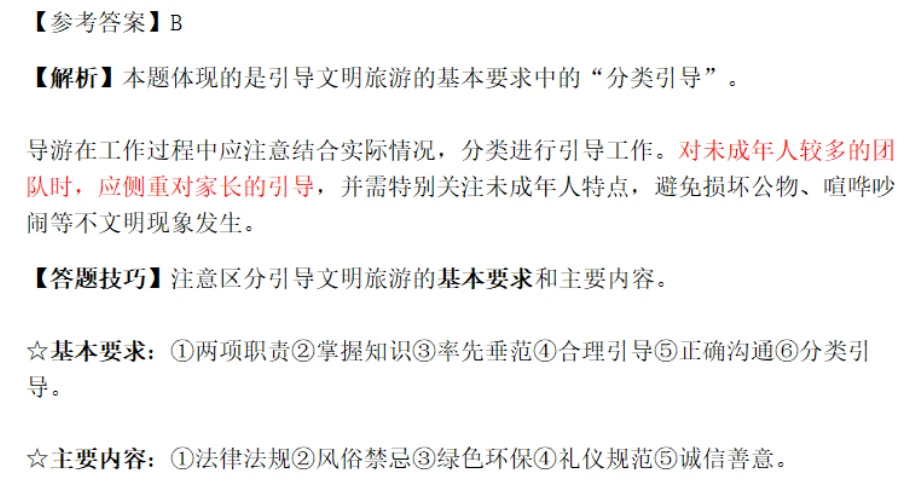 【参考答案】B
【解析】本题体现的是引导文明旅游的基本要求中的“分类引导”。
导游在工作过程中应注意结合实际情况，分类进行引导工作。对未成年人较多的团
队时，应侧重对家长的引导，并需特别关注未成年人特点，避免损坏公物、喧哗吵
闹等不文明现象发生。
【答题技巧】注意区分引导文明旅游的基本要求和主要内容。
☆基本要求：①两项职责②掌握知识③率先垂范④合理引导⑤正确沟通⑥分类引
导。
☆主要内容：①法律法规②风俗禁忌③绿色环保④礼仪规范⑤诚信善意。